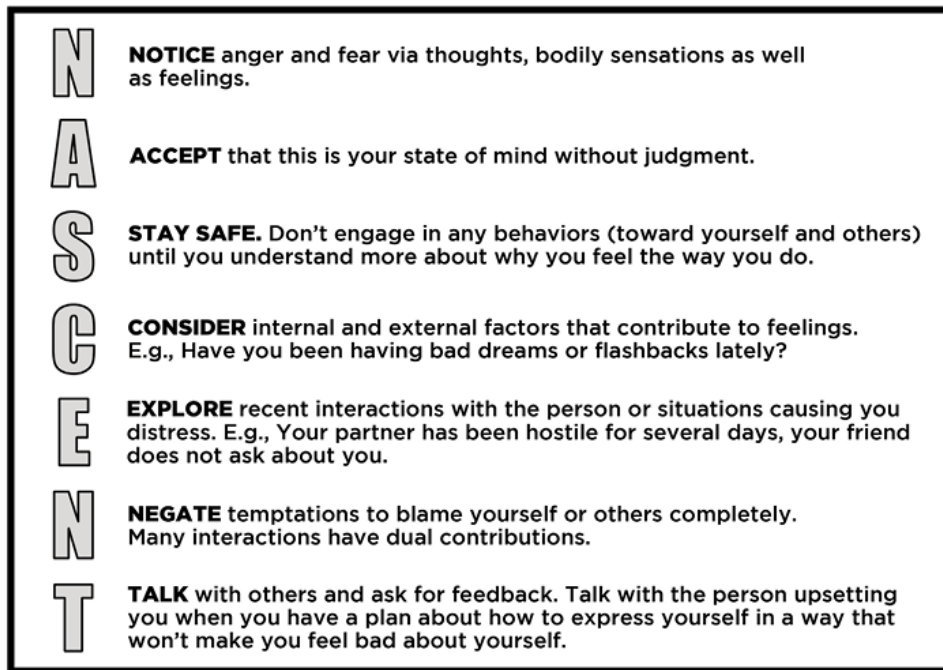 N
NOTICE anger and fear via thoughts, bodily sensations as well
as feelings.
A
ACCEPT that this is your state of mind without judgment.
S
STAY SAFE. Don’t engage in any behaviors (toward yourself and others)
until you understand more about why you feel the way you do.
C
CONSIDER internal and external factors that contribute to feelings.
E.g., Have you been having bad dreams or flashbacks lately?
E
EXPLORE recent interactions with the person or situations causing you
distress. E.g., Your partner has been hostile for several days, your friend
does not ask about you.
N
NEGATE temptations to blame yourself or others completely.
Many interactions have dual contributions.
T
TALK with others and ask for feedback. Talk with the person upsetting
you when you have a plan about how to express yourself in a way that
won’t make you feel bad about yourself.